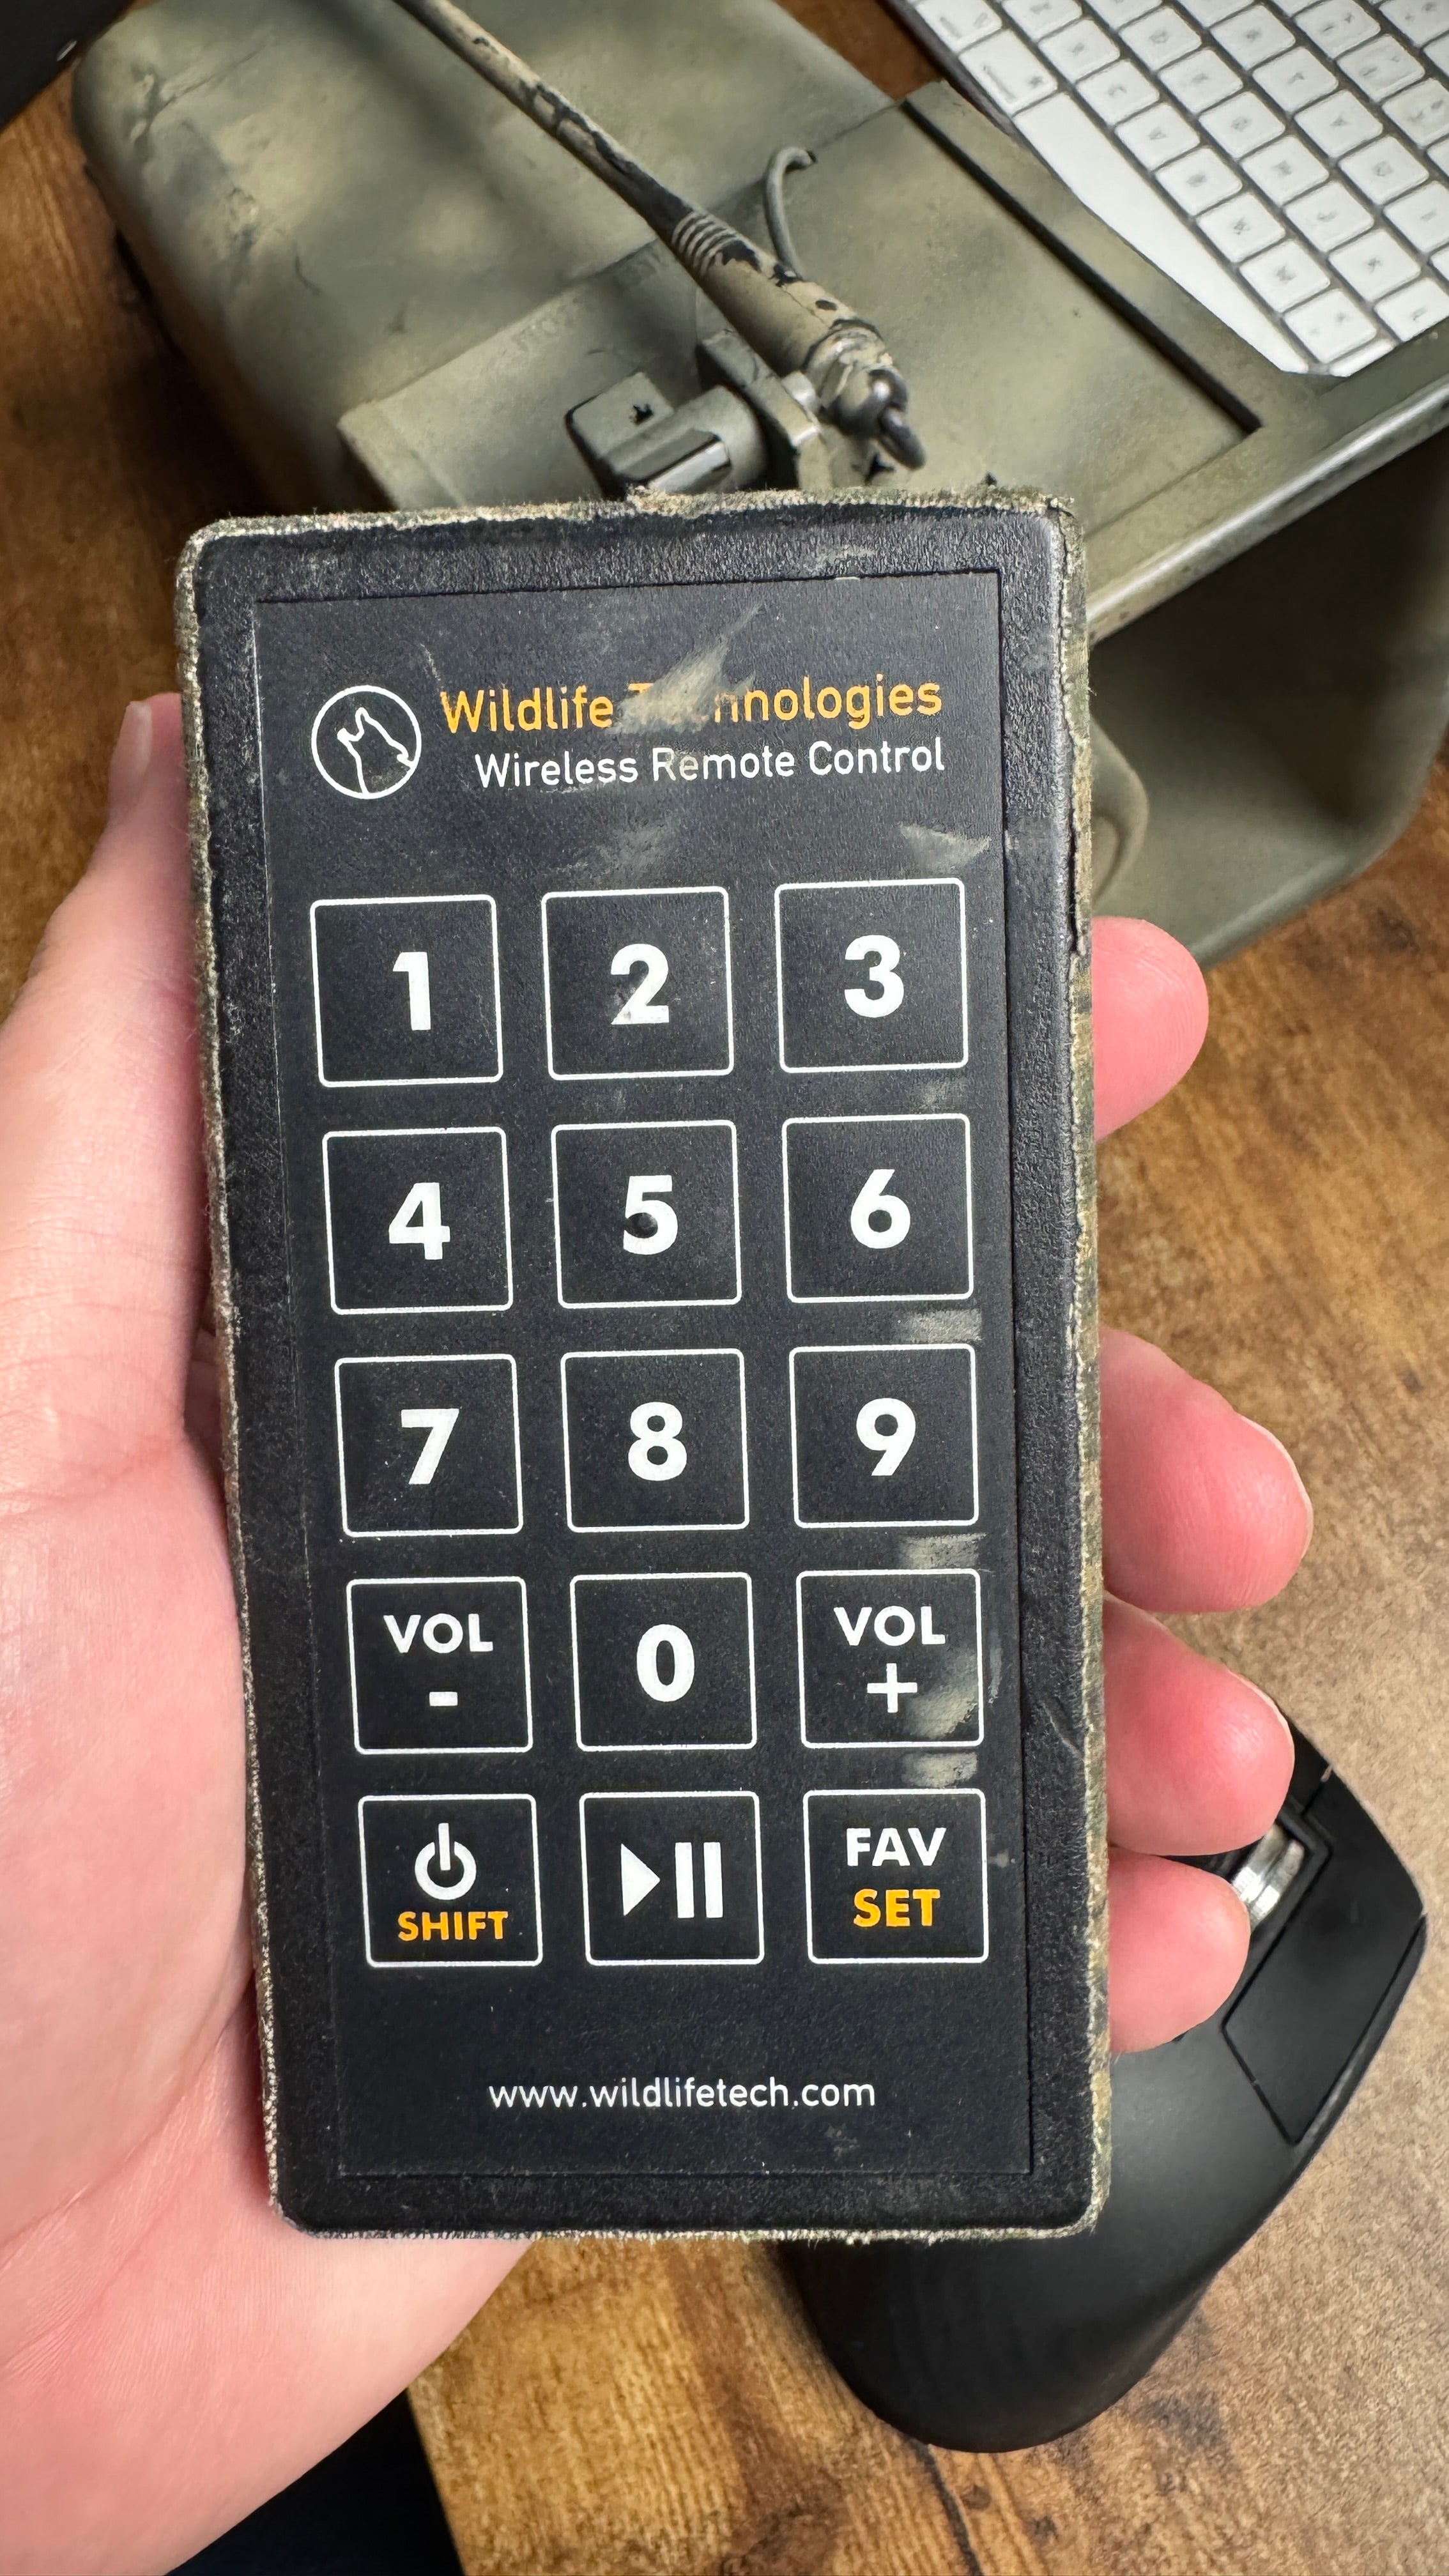 Wildlife Technologies
Wireless Remote Control
1 2 3
4 5 6
7 8 9
VOL - 0 VOL +
SHIFT FAV SET
www.wildlifetech.com